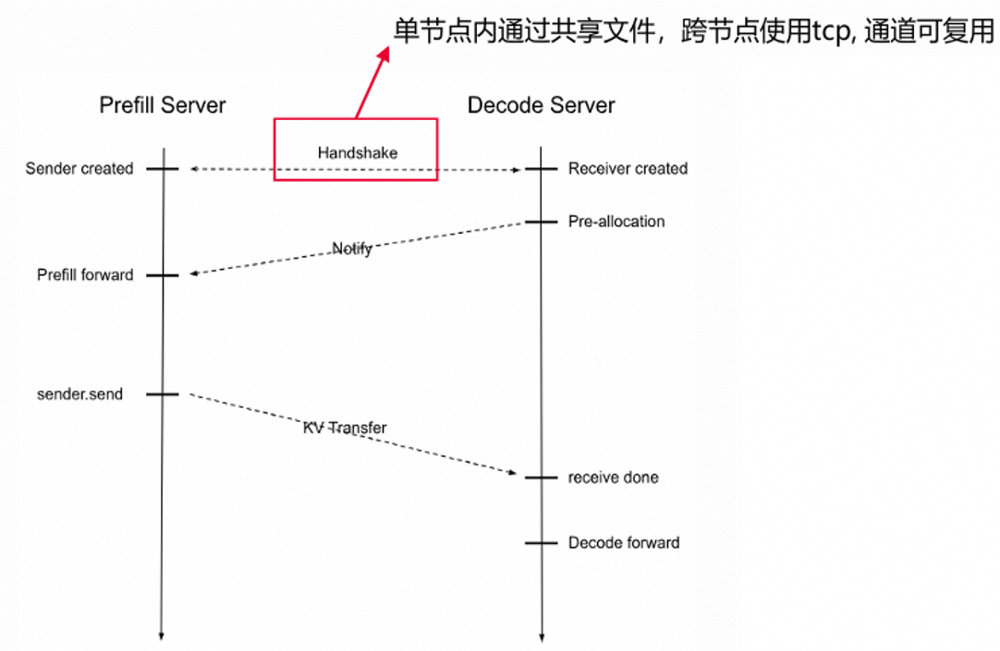 单节点内通过共享文件，跨节点使用tcp, 通道可复用
Prefill Server
Decode Server
Handshake
Sender created
Receiver created
Pre-allocation
Notify
Prefill forward
sender.send
KV Transfer
receive done
Decode forward